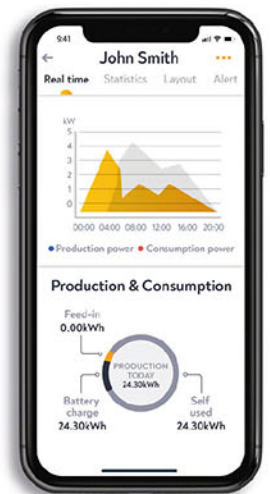 9:41
John Smith
Real time Statistics Layout Alert
kW
5
4
3
2
1
0
00:00 04:00 08:00 12:00 16:00 20:00
Production power Consumption power
Production & Consumption
Feed-in
0.00kWh
PRODUCTION
TODAY
24.30kWh
Battery
charge
24.30kWh
Self
used
24.30kWh